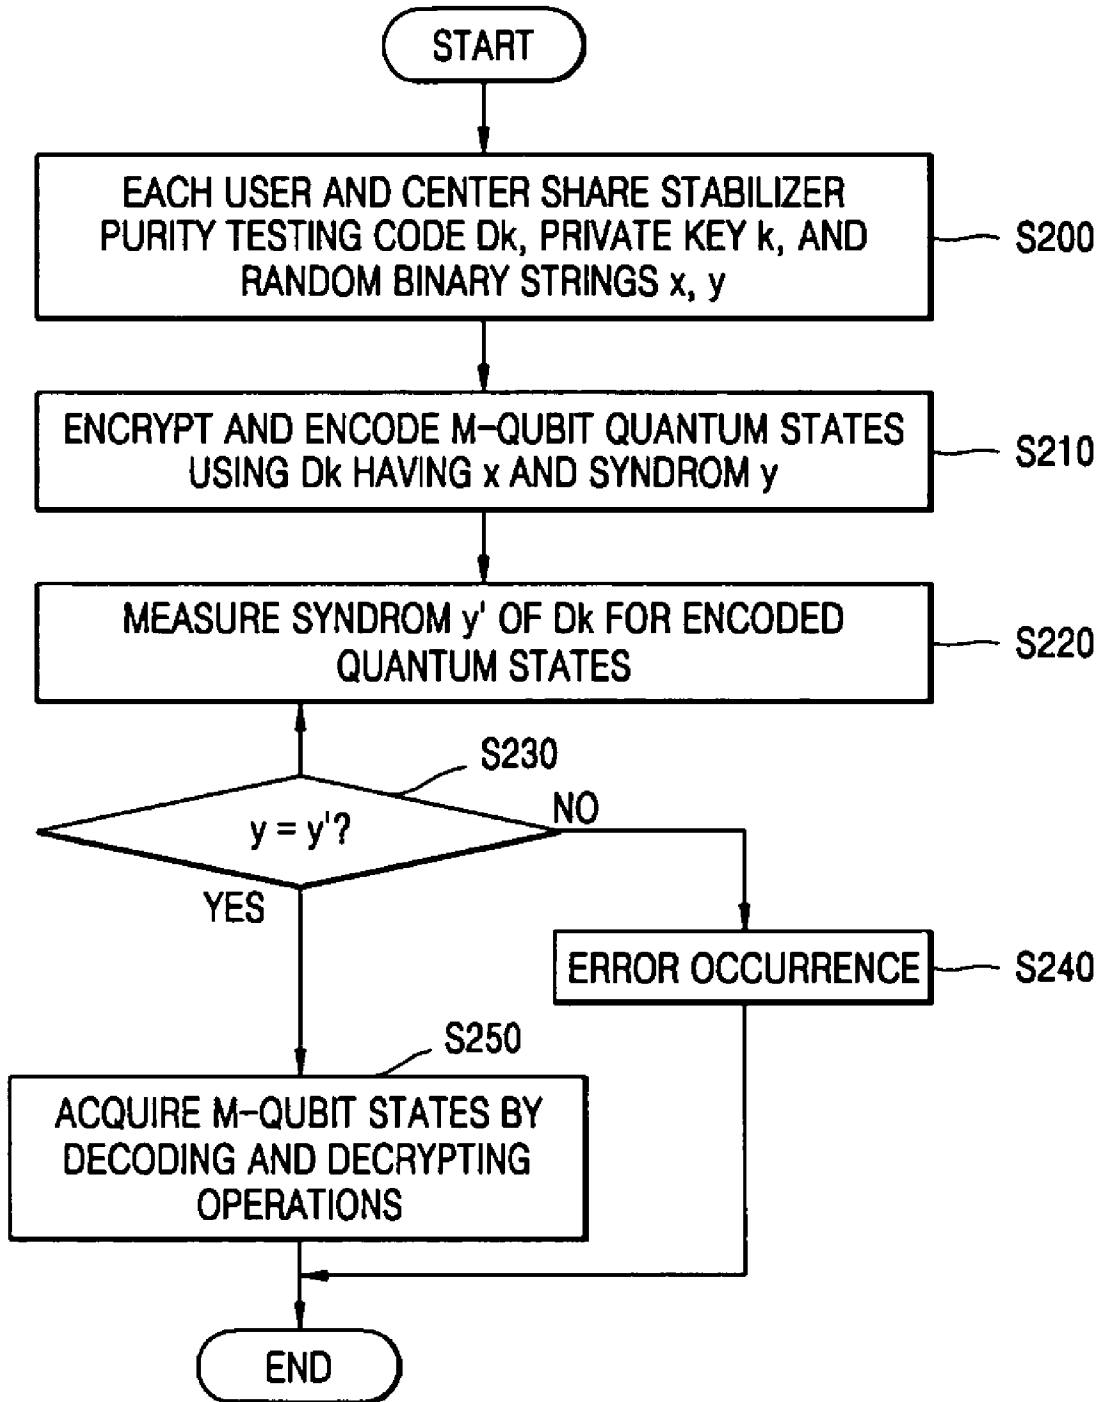 START
EACH USER AND CENTER SHARE STABILIZER
PURITY TESTING CODE Dk, PRIVATE KEY k, AND
RANDOM BINARY STRINGS x, y
S200
ENCRYPT AND ENCODE M-QUBIT QUANTUM STATES
USING Dk HAVING x AND SYNDROM y
S210
MEASURE SYNDROM y' OF Dk FOR ENCODED
QUANTUM STATES
S220
S230
y = y'?
NO
YES
ERROR OCCURRENCE
S240
S250
ACQUIRE M-QUBIT STATES BY
DECODING AND DECRYPTING
OPERATIONS
END